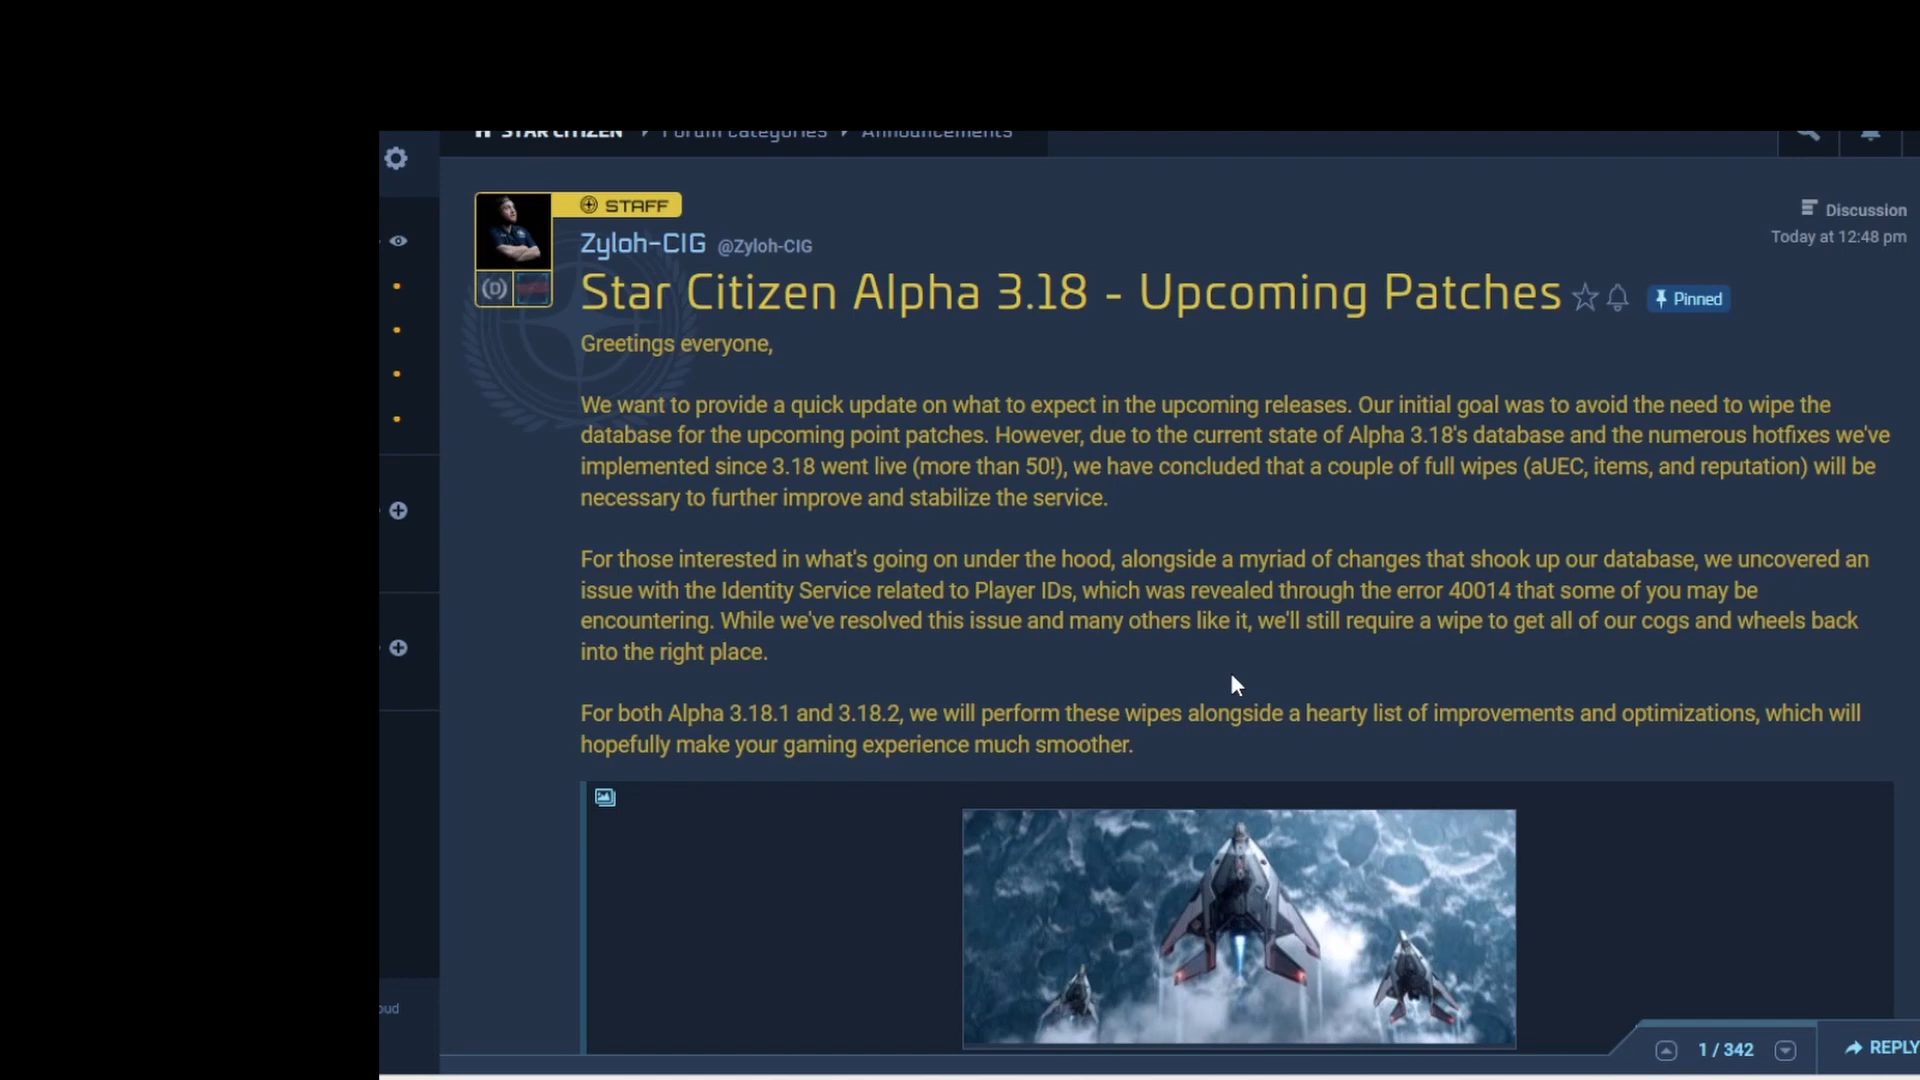 STAR CITIZEN Forum Categories Announcements
STAFF
Zyloh-CIG @Zyloh-CIG
Discussion
Today at 12:48 pm
Star Citizen Alpha 3.18 - Upcoming Patches Pinned
Greetings everyone,
We want to provide a quick update on what to expect in the upcoming releases. Our initial goal was to avoid the need to wipe the
database for the upcoming point patches. However, due to the current state of Alpha 3.18's database and the numerous hotfixes we've
implemented since 3.18 went live (more than 50!), we have concluded that a couple of full wipes (aUEC, items, and reputation) will be
necessary to further improve and stabilize the service.
For those interested in what's going on under the hood, alongside a myriad of changes that shook up our database, we uncovered an
issue with the Identity Service related to Player IDs, which was revealed through the error 40014 that some of you may be
encountering. While we've resolved this issue and many others like it, we'll still require a wipe to get all of our cogs and wheels back
into the right place.
For both Alpha 3.18.1 and 3.18.2, we will perform these wipes alongside a hearty list of improvements and optimizations, which will
hopefully make your gaming experience much smoother.
oud
1 / 342
REPLY